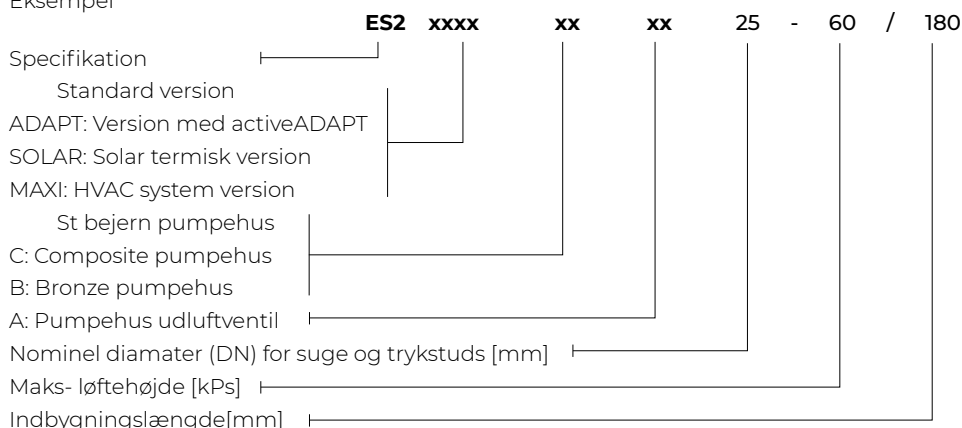 Eksempel
ES2 xxxx xx xx 25 - 60 / 180
Specifikation
Standard version
ADAPT: Version med activeADAPT
SOLAR: Solar termisk version
MAXI: HVAC system version
St bejern pumpehus
C: Composite pumpehus
B: Bronze pumpehus
A: Pumpehus udluftventil
Nominel diamater (DN) for suge og trykstuds [mm]
Maks- løftehøjde [kPs]
Indbygningslængde[mm]